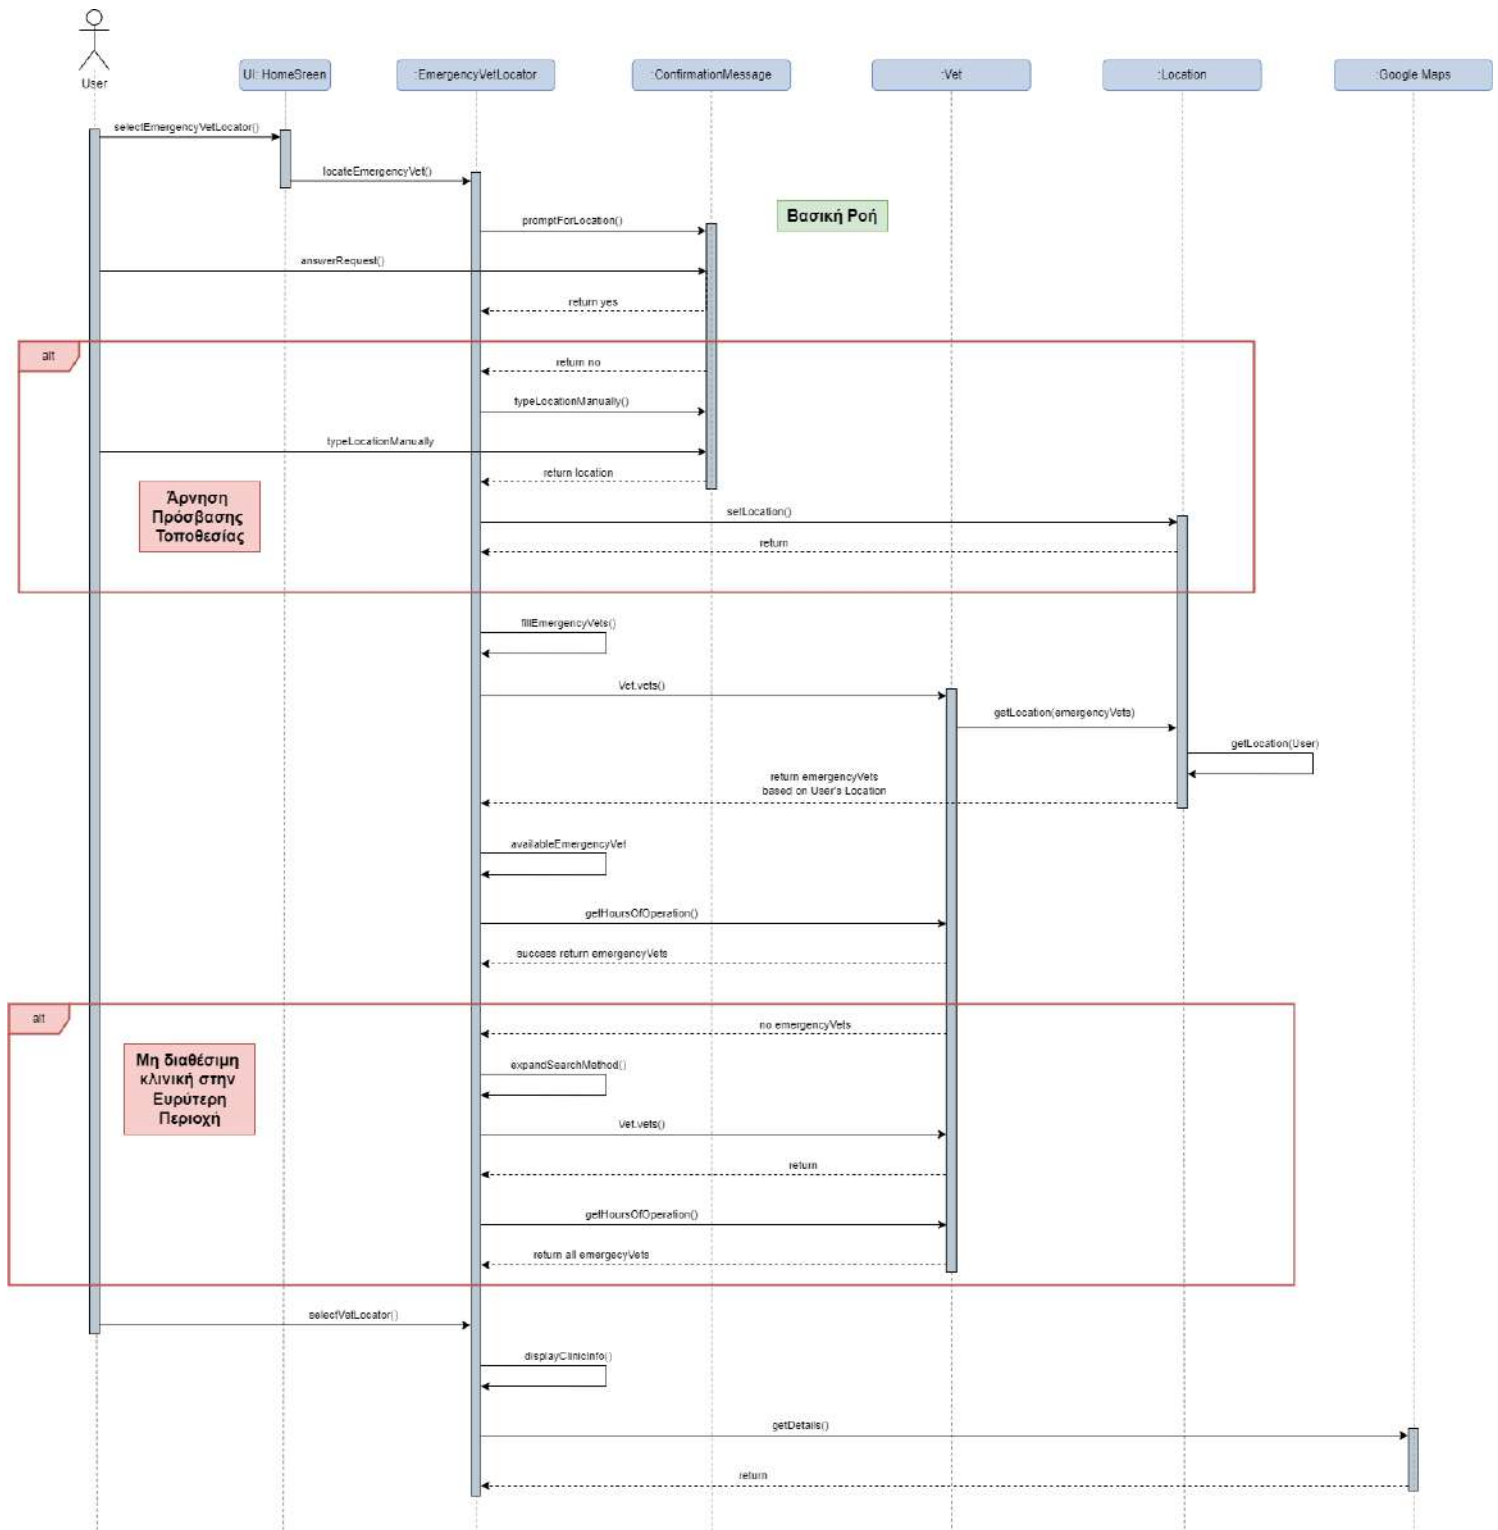 User
UI: HomeSreen
:EmergencyVetLocator
:ConfirmationMessage
:Vet
:Location
:Google Maps
selectEmergencyVetLocator()
locateEmergencyVet()
Βασική Ροή
promptForLocation()
answerRequest()
return yes
alt
return no
typeLocationManually()
typeLocationManually
return location
Άρνηση
Πρόσβασης
Τοποθεσίας
setLocation()
return
fillEmergencyVets()
Vet.vets()
getLocation(emergencyVets)
getLocation(User)
return emergencyVets
based on User's Location
availableEmergencyVet
getHoursOfOperation()
success return emergencyVets
alt
no emergencyVets
Μη διαθέσιμη
κλινική στην
Ευρύτερη
Περιοχή
expandSearchMethod()
Vet.vets()
return
getHoursOfOperation()
return all emergecyVets
selectVetLocator()
displayClinicInfo()
getDetails()
return